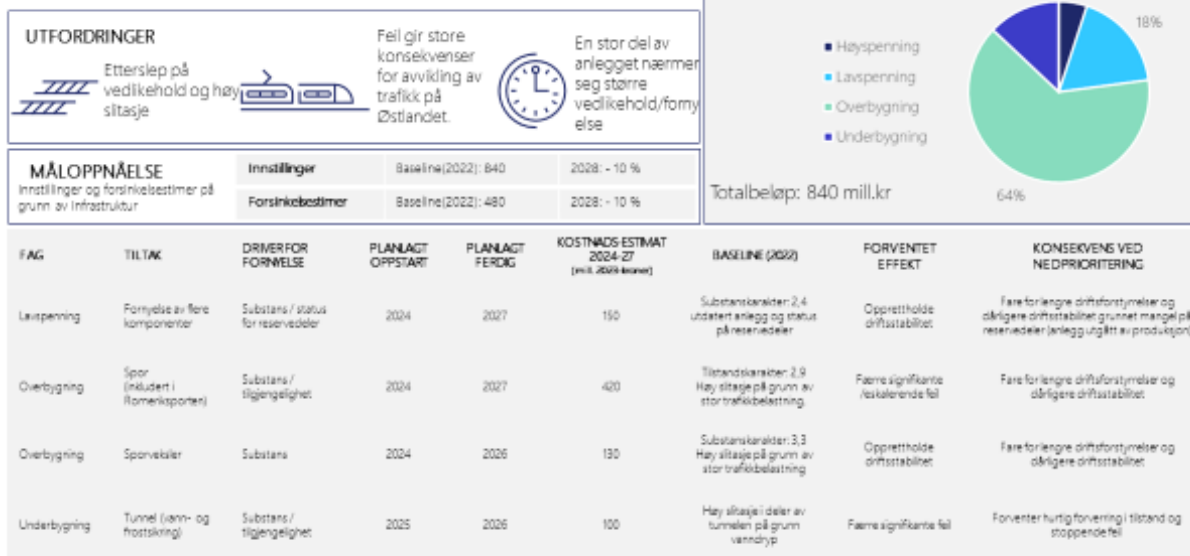 UTFORDRINGER
Etterslep på
vedlikehold og høy
slitasje
Feil gir store
konsekvenser
for avvikling av
trafikk på
Østlandet.
En stor del av
anlegget nærmer
seg større
vedlikehold/forny
else
Høyspenning
Lavspenning
Overbygning
Underbygning
18%
64%
Totalbeløp: 840 mill.kr
MÅLOPPNÅELSE
Innstillinger og forsinkelsestimer på
grunn av infrastruktur
Innstillinger Baseline(2022): 840 2028: - 10 %
Forsinkelsestimer Baseline(2022): 480 2028: - 10 %
FAG
TILTAK
DRIVER FOR
FORNYELSE
PLANLAGT
OPPSTART
PLANLAGT
FERDIG
KOSTNADS-ESTIMAT
2024-27
(mill. 2023-kroner)
BASELINE (2022)
FORVENTET
EFFEKT
KONSEKVENS VED
NEDPRIORITERING
Lavspenning
Fornyelse av flere
komponenter
Substans / status
for reservedeler
2024
2027
150
Substanskarakter: 2,4
utdatert anlegg og status
på reservedeler
Opprettholde
driftsstabilitet
Fare for lengre driftsforstyrrelser og
dårligere driftsstabilitet grunnet mangel på
reservedeler (anlegg utgått av produksjon)
Overbygning
Spor
(inkludert i
Romeriksporten)
Substans /
tilgjengelighet
2024
2027
420
Tilstandskarakter: 2,9
Høy slitasje på grunn av
stor trafikkbelastning.
Færre signifikante
/eskalerende feil
Fare for lengre driftsforstyrrelser og
dårligere driftsstabilitet
Overbygning
Sporveksler
Substans
2024
2026
130
Substanskarakter: 3,3
Høy slitasje på grunn av
stor trafikkbelastning
Opprettholde
driftsstabilitet
Fare for lengre driftsforstyrrelser og
dårligere driftsstabilitet
Underbygning
Tunnel (vann- og
frostsikring)
Substans /
tilgjengelighet
2025
2026
100
Høy slitasje i deler av
tunnelen på grunn
vanndryp
Færre signifikante feil
Forventer hurtig forverring i tilstand og
stoppende feil